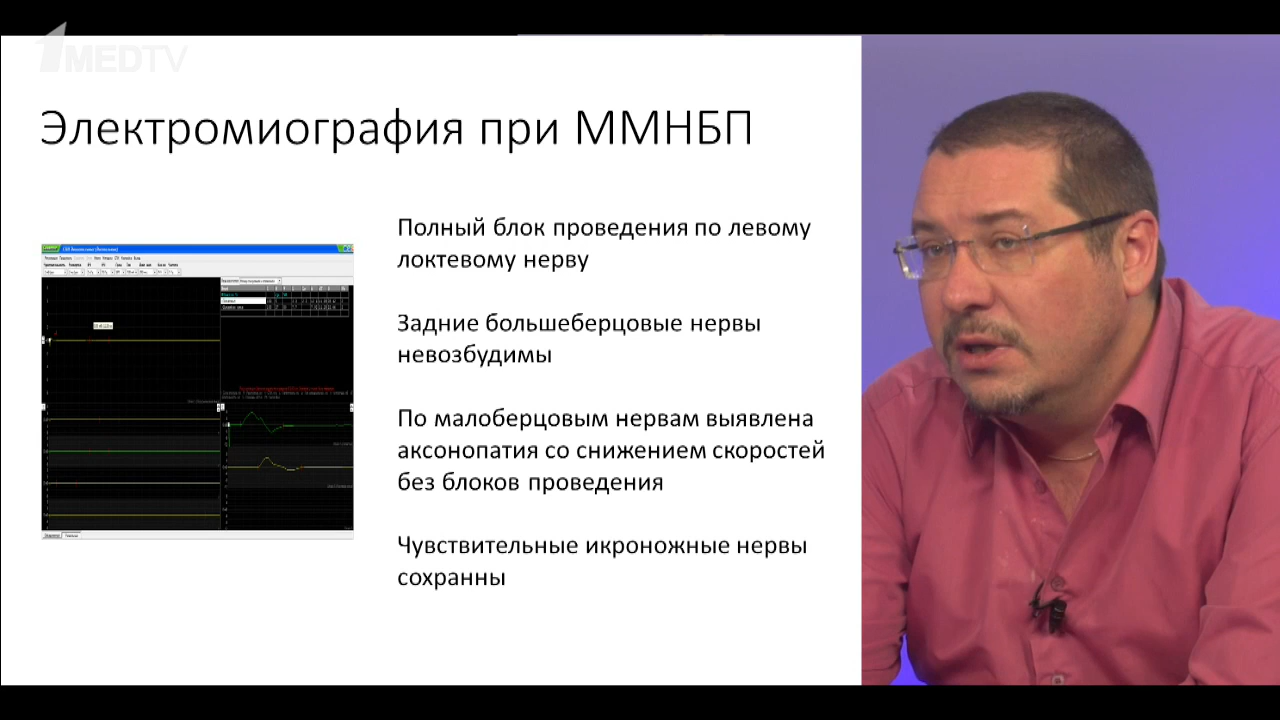 1MEDTV
Электромиография при ММНБП
Полный блок проведения по левому
локтевому нерву
Задние большеберцовые нервы
невозбудимы
По малоберцовым нервам выявлена
аксонопатия со снижением скоростей
без блоков проведения
Чувствительные икроножные нервы
сохранны